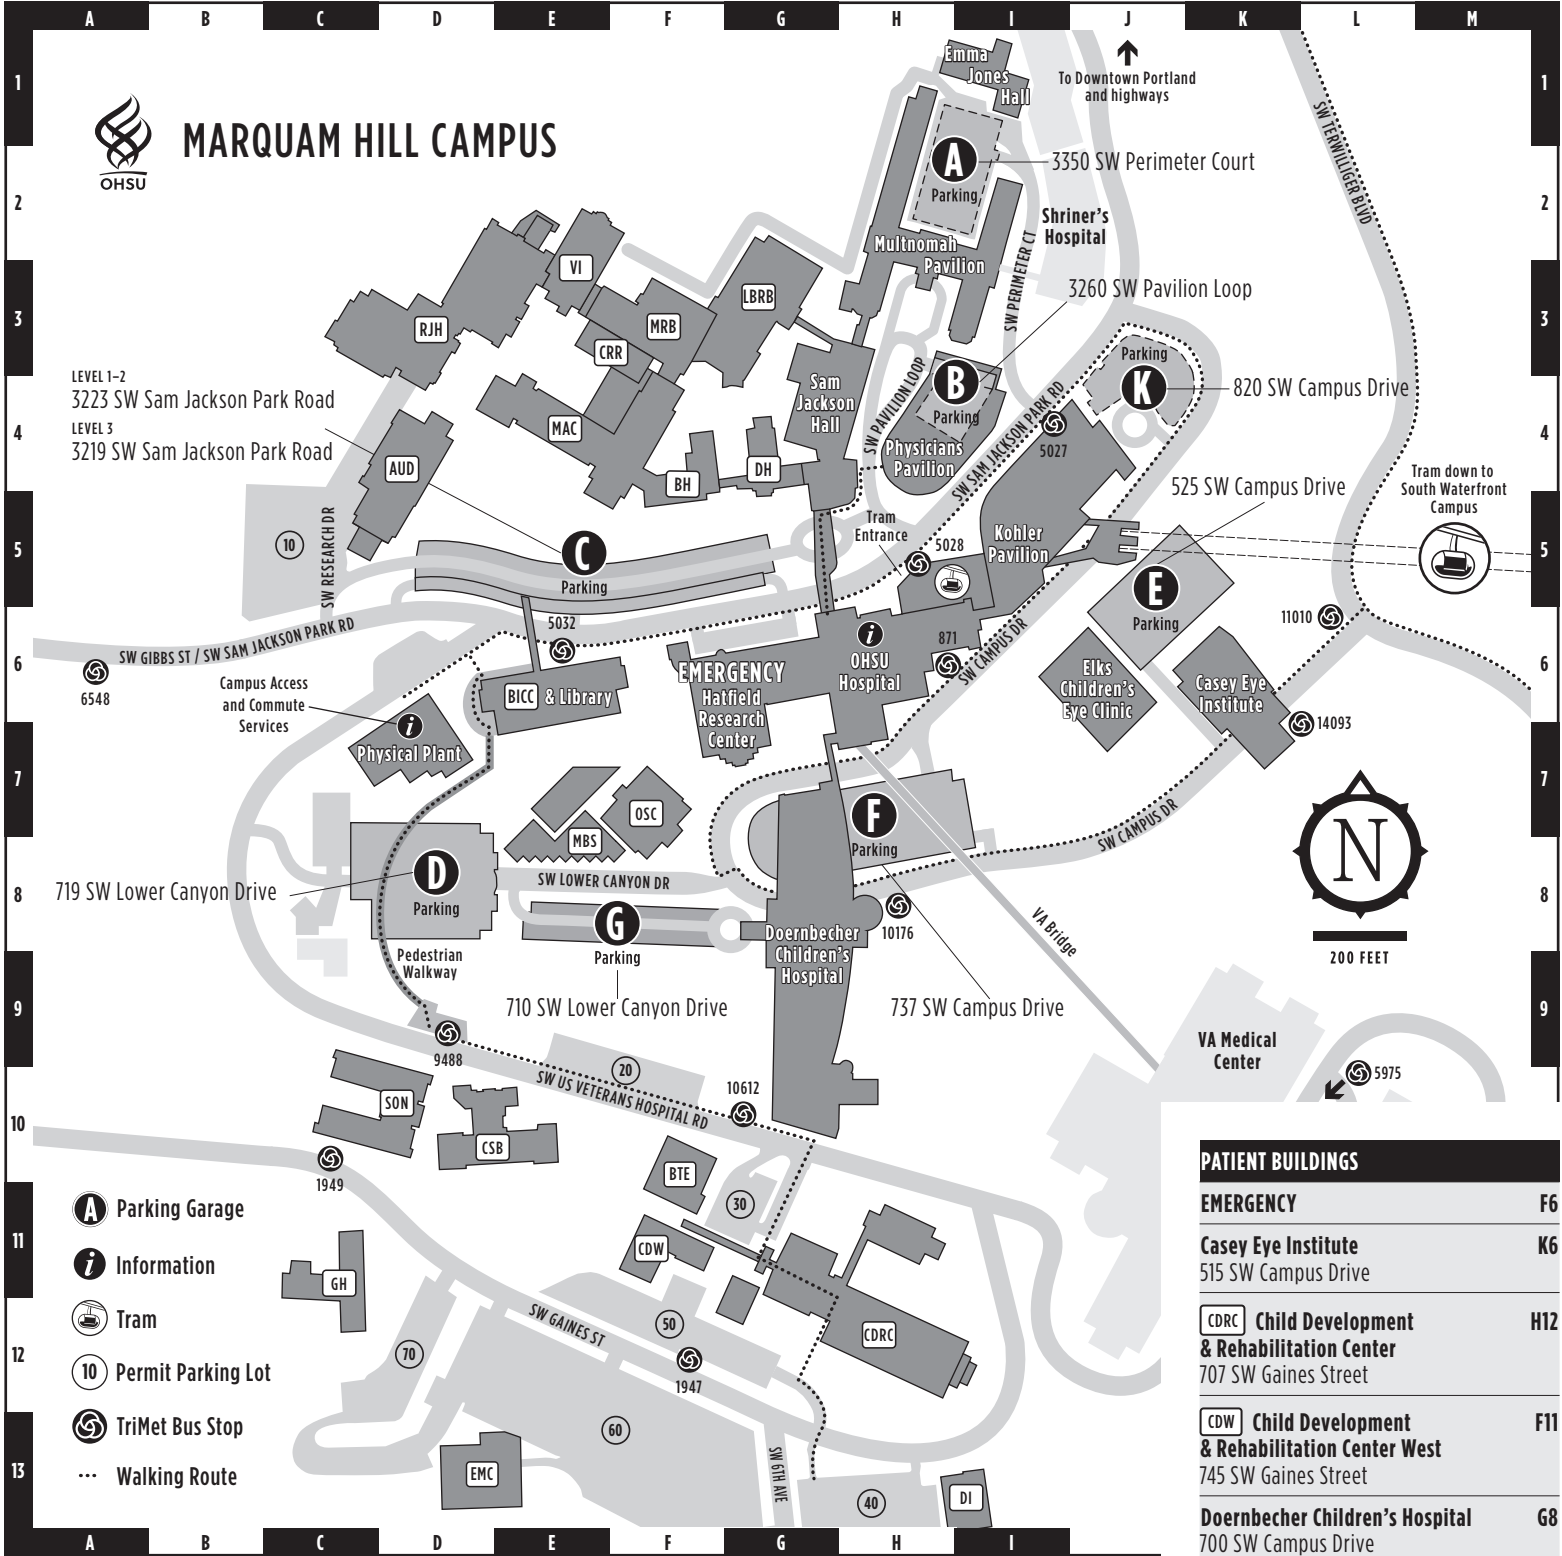 A B C D E F G H I J K L M
1 1
2 2
3 3
4 4
5 5
6 6
7 7
8 8
9 9
10
11
12
13
A B C D E F G H I
OHSU
MARQUAM HILL CAMPUS
Emma
Jones
Hall
To Downtown Portland
and highways
A
Parking
3350 SW Perimeter Court
Shriner's
Hospital
Multnomah
Pavilion
SW PERIMETER CT
SW TERWILLIGER BLVD
3260 SW Pavilion Loop
VI
LBRB
RJH
MRB
CRR
LEVEL 1–2
3223 SW Sam Jackson Park Road
LEVEL 3
3219 SW Sam Jackson Park Road
Sam
Jackson
Hall
SW PAVILION LOOP
B
Parking
Physicians
Pavilion
Parking
K
820 SW Campus Drive
SW SAM JACKSON PARK RD
5027
MAC
AUD
BH
DH
525 SW Campus Drive
Tram down to
South Waterfront
Campus
10
SW RESEARCH DR
C
Parking
Tram
Entrance
5028
Kohler
Pavilion
E
Parking
11010
SW GIBBS ST / SW SAM JACKSON PARK RD
6548
5032
EMERGENCY
Hatfield
Research
Center
i
OHSU
Hospital
871
SW CAMPUS DR
Elks
Children's
Eye Clinic
Casey Eye
Institute
14093
Campus Access
and Commute
Services
BICC & Library
i
Physical Plant
OSC
MBS
F
Parking
SW CAMPUS DR
N
200 FEET
719 SW Lower Canyon Drive
D
Parking
SW LOWER CANYON DR
G
Parking
10176
VA Bridge
Doernbecher
Children's
Hospital
Pedestrian
Walkway
710 SW Lower Canyon Drive
737 SW Campus Drive
9488
VA Medical
Center
5975
20
SW US VETERANS HOSPITAL RD
10612
SON
CSB
1949
BTE
30
CDW
GH
SW GAINES ST
50
CDRC
70
1947
60
EMC
SW 6TH AVE
40
DI
A Parking Garage
i Information
Tram
10 Permit Parking Lot
TriMet Bus Stop
Walking Route
PATIENT BUILDINGS
EMERGENCY F6
Casey Eye Institute K6
515 SW Campus Drive
CDRC Child Development H12
& Rehabilitation Center
707 SW Gaines Street
CDW Child Development F11
& Rehabilitation Center West
745 SW Gaines Street
Doernbecher Children's Hospital G8
700 SW Campus Drive